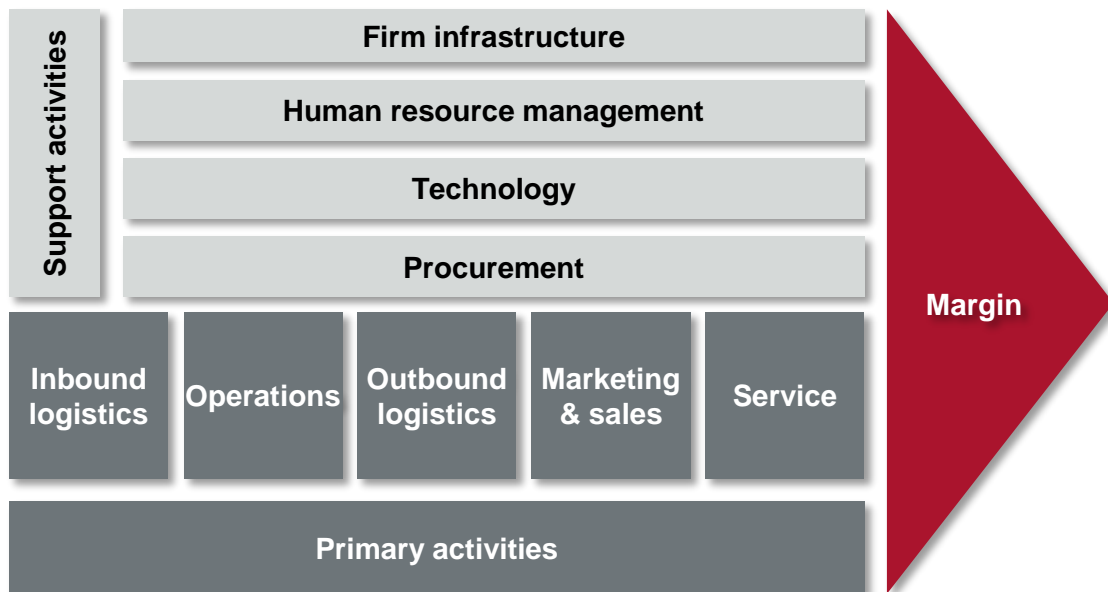 Support activities
Firm infrastructure
Human resource management
Technology
Procurement
Margin
Inbound
logistics
Operations
Outbound
logistics
Marketing
& sales
Service
Primary activities